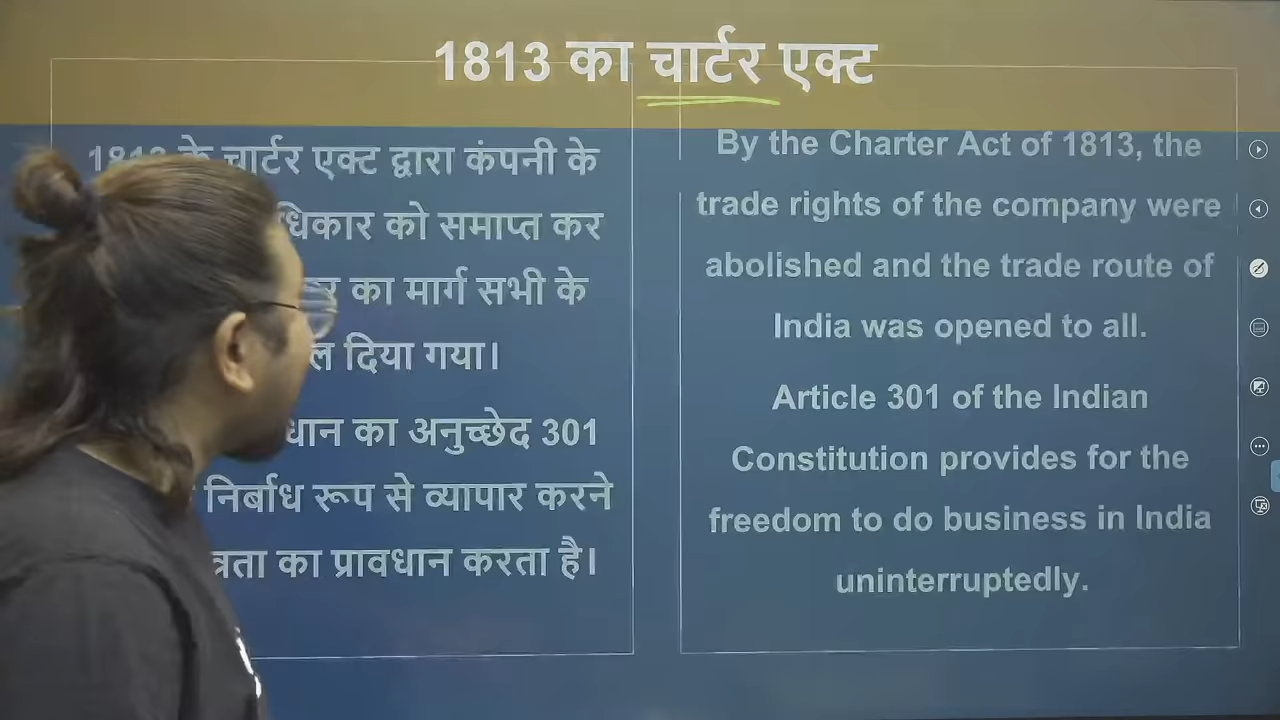 1813 का चार्टर एक्ट
1813 के चार्टर एक्ट द्वारा कंपनी के
को समाप्त कर
का मार्ग सभी के
दिया गया।
का अनुच्छेद 301
निर्बाध रूप से व्यापार करने
का प्रावधान करता है।
By the Charter Act of 1813, the
trade rights of the company were
abolished and the trade route of
India was opened to all.
Article 301 of the Indian
Constitution provides for the
freedom to do business in India
uninterruptedly.